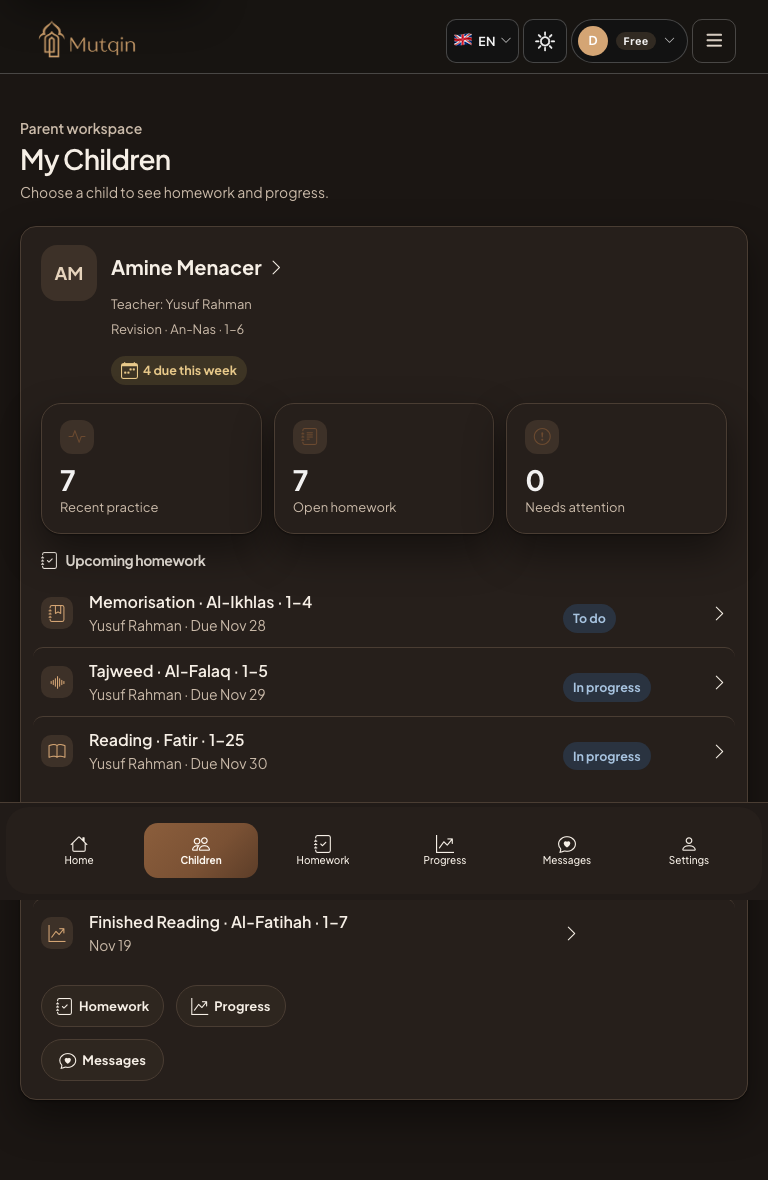 Mutqin
EN
D
Free
Parent workspace
My Children
Choose a child to see homework and progress.
AM
Amine Menacer
Teacher: Yusuf Rahman
Revision · An-Nas · 1–6
4 due this week
7
Recent practice
7
Open homework
0
Needs attention
Upcoming homework
Memorisation · Al-Ikhlas · 1–4
Yusuf Rahman · Due Nov 28
To do
Tajweed · Al-Falaq · 1–5
Yusuf Rahman · Due Nov 29
In progress
Reading · Fatir · 1–25
Yusuf Rahman · Due Nov 30
In progress
Home
Children
Homework
Progress
Messages
Settings
Finished Reading · Al-Fatihah · 1–7
Nov 19
Homework
Progress
Messages